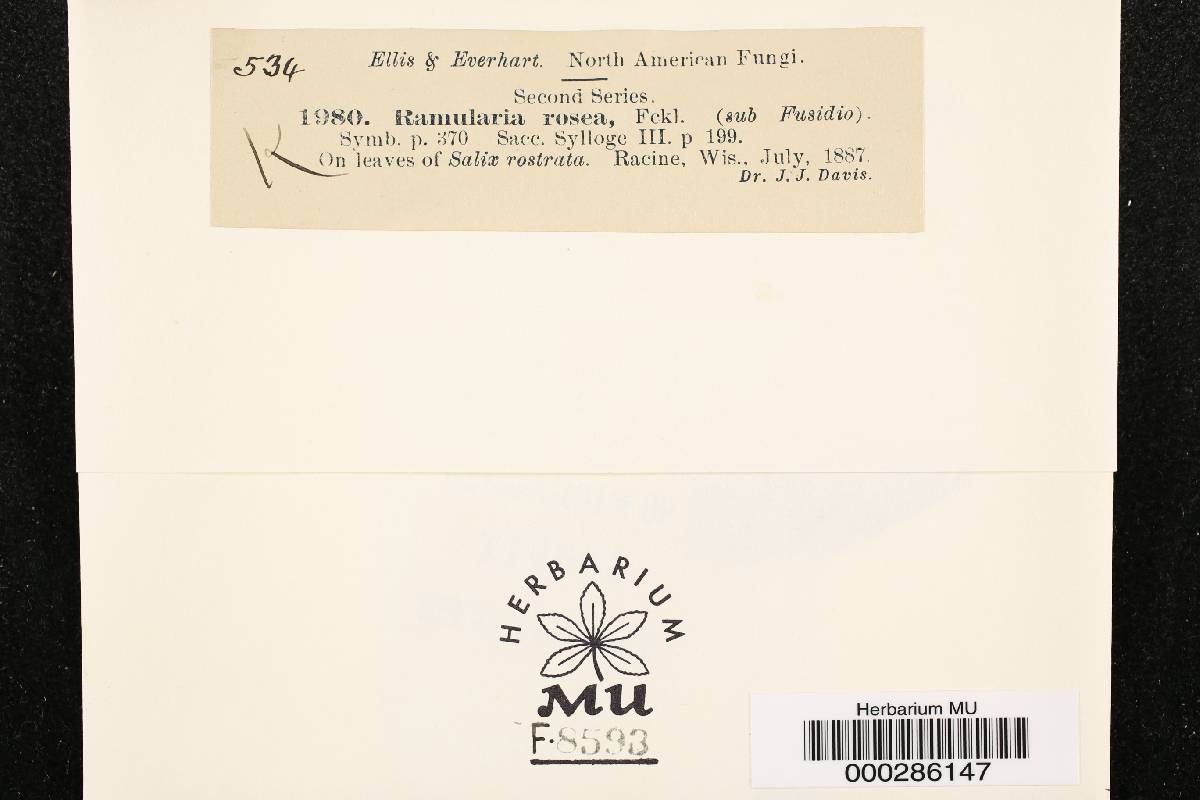 534
Ellis & Everhart. North American Fungi.
Second Series.
1980. Ramularia rosea, Fckl. (sub Fusidio).
Symb. p. 370 Sacc. Sylloge III. p 199.
K
On leaves of Salix rostrata. Racine, Wis., July, 1887.
Dr. J. J. Davis.
HERBARIUM
MU
F-8593
Herbarium MU
000286147